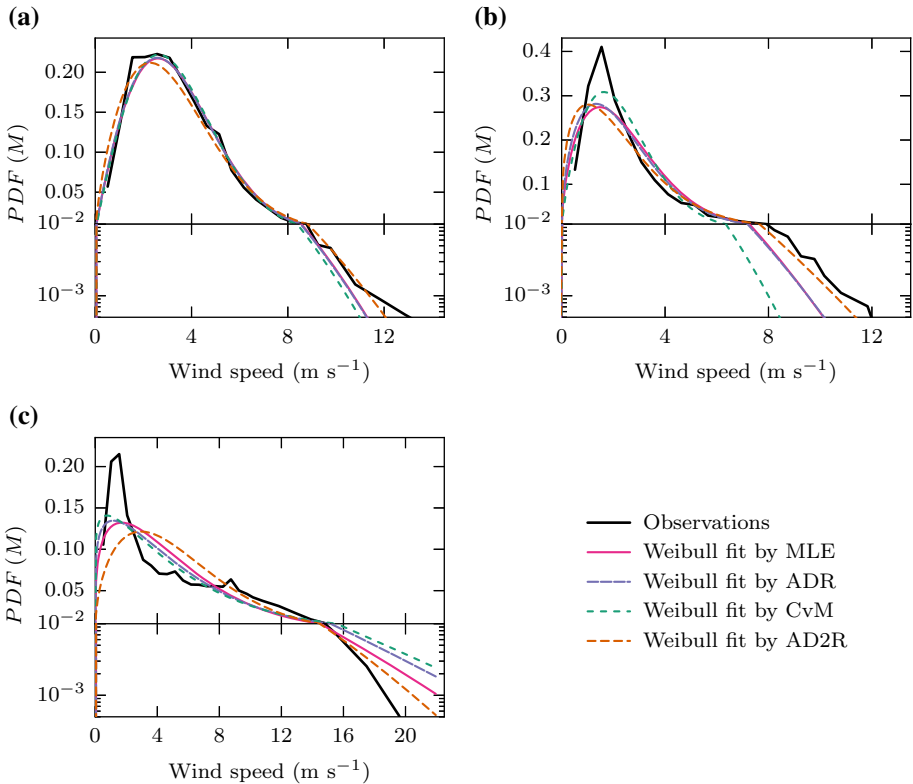 (a)
0.20
0.15
0.10
0.05
10−2
10−3
PDF (M)
0 4 8 12
Wind speed (m s−1)
(b)
0.4
0.3
0.2
0.1
10−2
10−3
PDF (M)
0 4 8 12
Wind speed (m s−1)
(c)
0.20
0.15
0.10
0.05
10−2
10−3
PDF (M)
0 4 8 12 16 20
Wind speed (m s−1)
Observations
Weibull fit by MLE
Weibull fit by ADR
Weibull fit by CvM
Weibull fit by AD2R